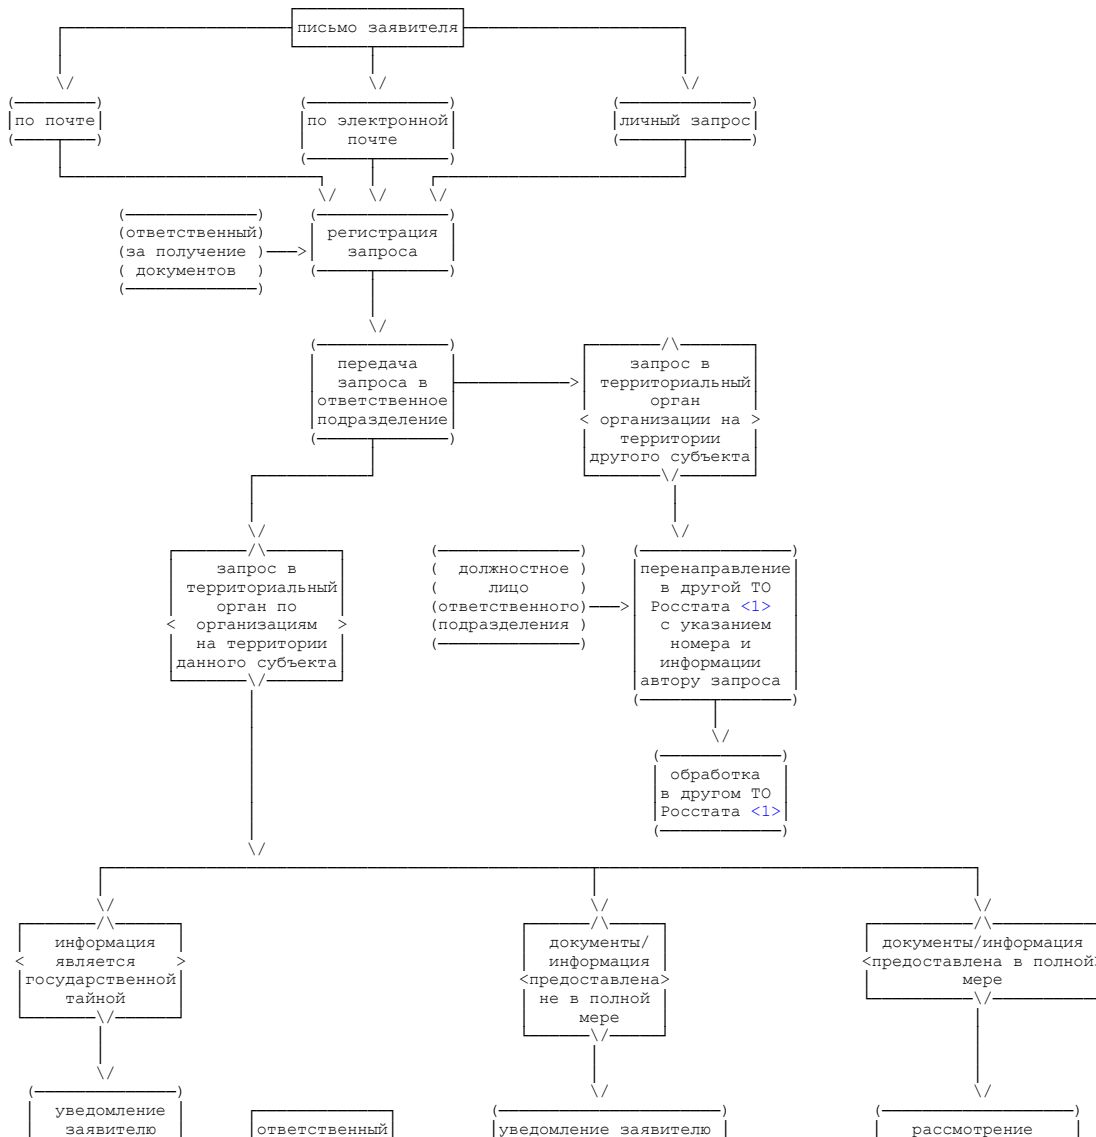 письмо заявителя
по почте
по электронной
почте
личный запрос
ответственный
за получение
документов
регистрация
запроса
передача
запроса в
ответственное
подразделение
запрос в
территориальный
орган
организации на
территории
другого субъекта
запрос в
территориальный
орган по
организациям
на территории
данного субъекта
должностное
лицо
ответственного
подразделения
перенаправление
в другой ТО
Росстата <1>
с указанием
номера и
информации
автору запроса
обработка
в другом ТО
Росстата <1>
информация
является
государственной
тайной
документы/
информация
предоставлена
не в полной
мере
документы/информация
предоставлена в полной
мере
уведомление
заявителю
ответственный
уведомление заявителю
рассмотрение